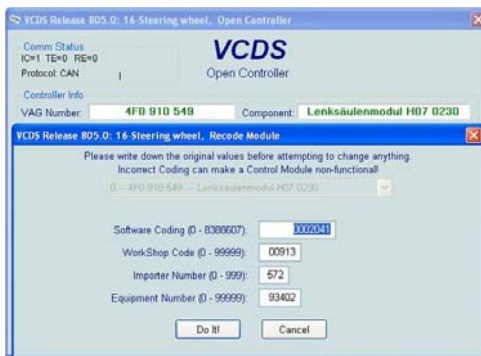 VCDS Release 805.0: 16-Steering wheel, Open Controller
Comm Status
IC=1 TE=0 RE=0
Protocol: CAN
VCDS
Open Controller
Controller Info
VAG Number: 4F0 910 549 Component: Lenksäulenmodul H07 0230
VCDS Release 805.0: 16-Steering wheel, Recode Module
Please write down the original values before attempting to change anything.
Incorrect Coding can make a Control Module non-functional!
0 -- 4F0 910 549 -- Lenksäulenmodul H07 0230
Software Coding (0 - 8388607): 0002041
WorkShop Code (0 - 99999): 00913
Importer Number (0 - 999): 572
Equipment Number (0 - 99999): 93402
Do It! Cancel